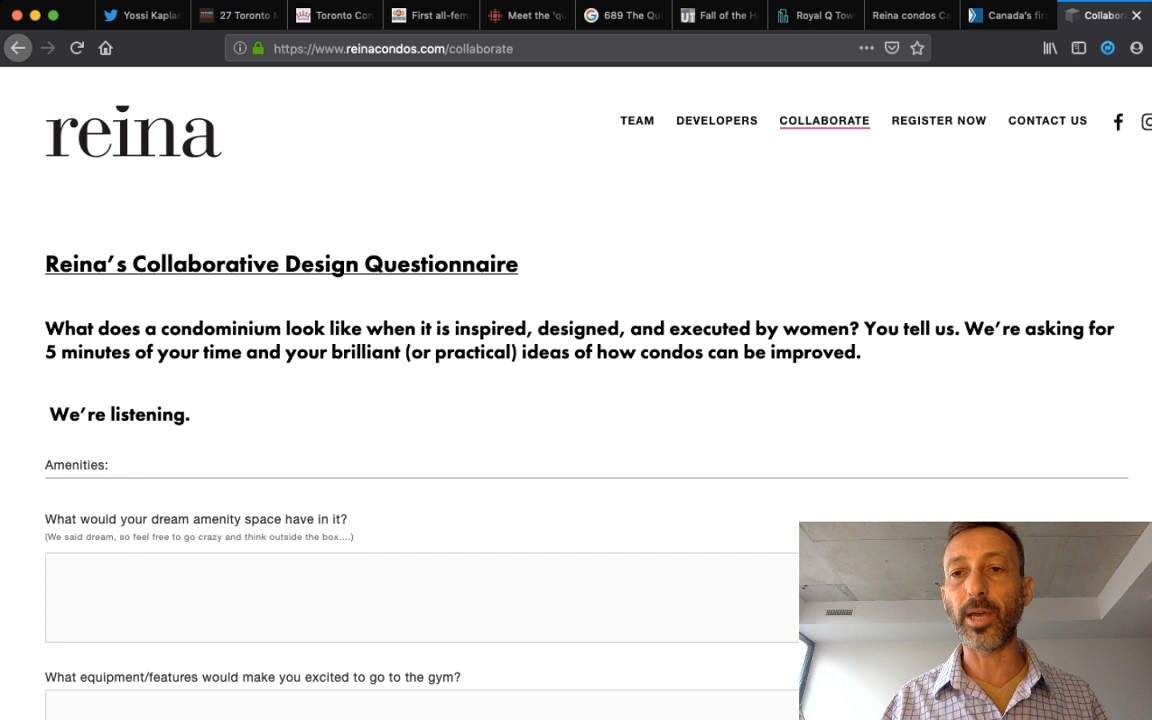 Yossi Kaplan
27 Toronto
Toronto Con
First all-fem
Meet the 'qu
689 The Qu
Fall of the H
Royal Q Tow
Reina condos Ca
Canada's fir
Collabor
https://www.reinacondos.com/collaborate
reina
TEAM DEVELOPERS COLLABORATE REGISTER NOW CONTACT US
Reina's Collaborative Design Questionnaire
What does a condominium look like when it is inspired, designed, and executed by women? You tell us. We're asking for
5 minutes of your time and your brilliant (or practical) ideas of how condos can be improved.
We're listening.
Amenities:
What would your dream amenity space have in it?
(We said dream, so feel free to go crazy and think outside the box....)
What equipment/features would make you excited to go to the gym?